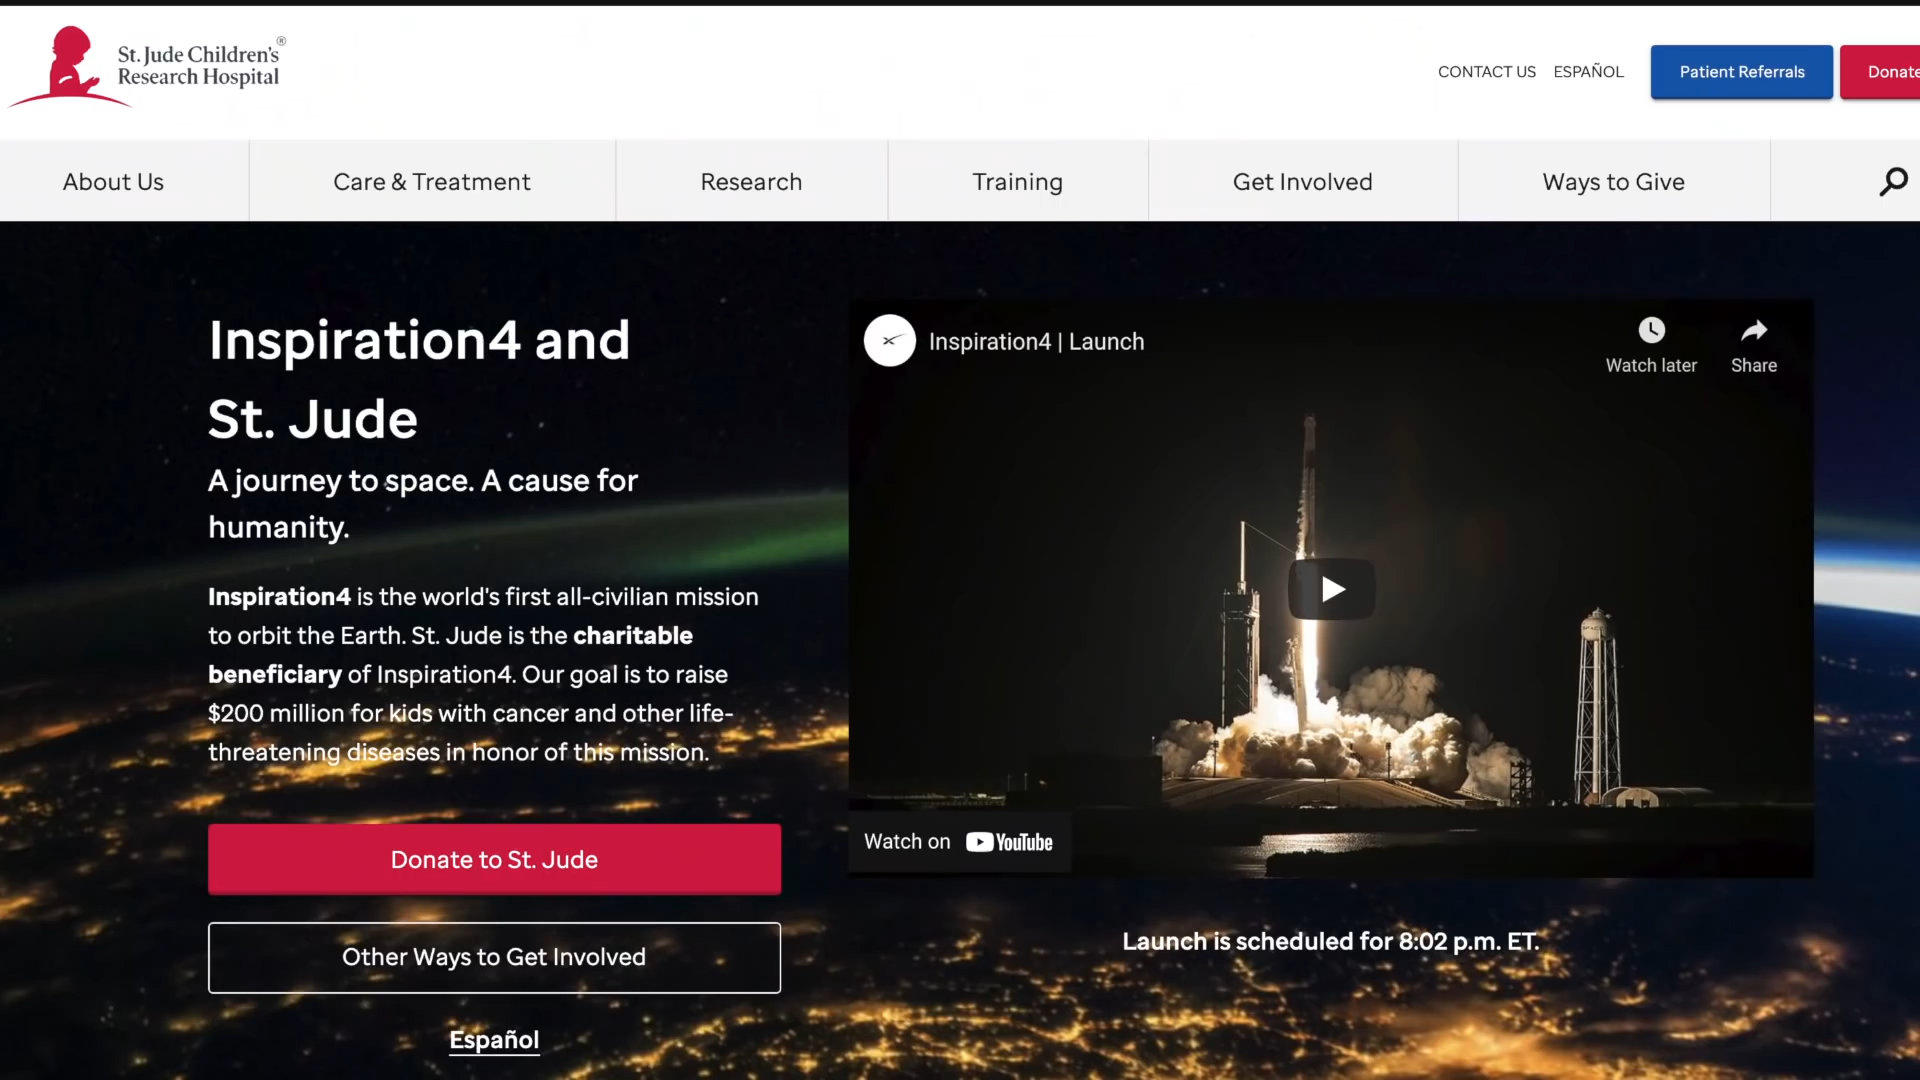 St. Jude Children's®
Research Hospital
CONTACT US
ESPAÑOL
Patient Referrals
Donate
About Us
Care & Treatment
Research
Training
Get Involved
Ways to Give
Inspiration4 and
St. Jude
A journey to space. A cause for
humanity.
Inspiration4 is the world's first all-civilian mission
to orbit the Earth. St. Jude is the charitable
beneficiary of Inspiration4. Our goal is to raise
$200 million for kids with cancer and other life-
threatening diseases in honor of this mission.
Donate to St. Jude
Other Ways to Get Involved
Español
Inspiration4 | Launch
Watch later
Share
Watch on YouTube
Launch is scheduled for 8:02 p.m. ET.